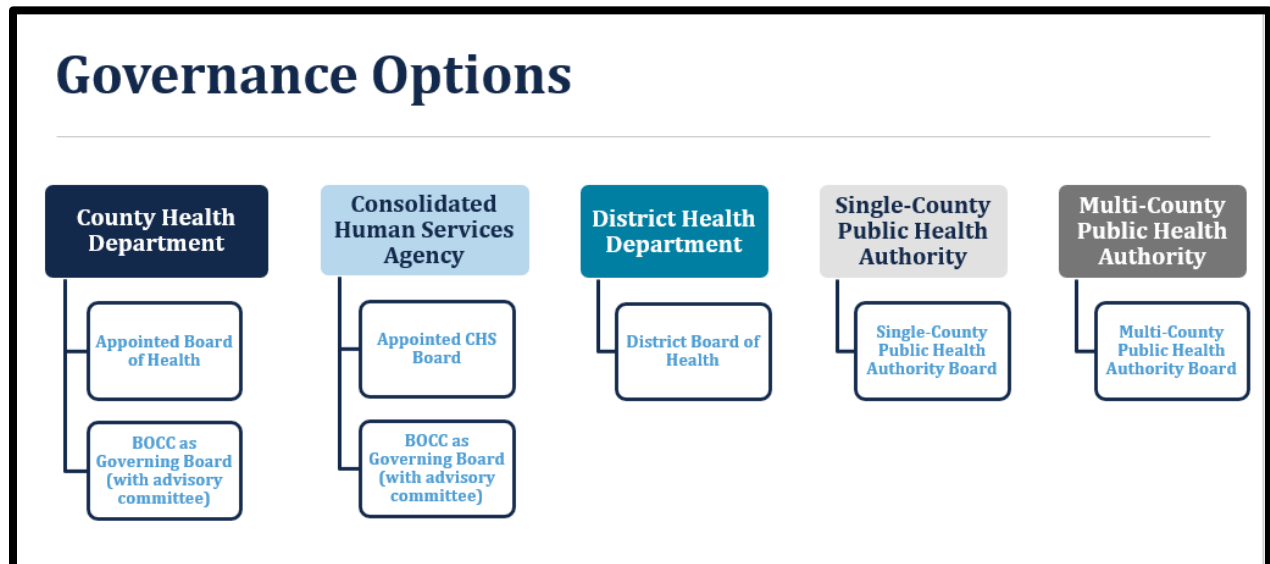 Governance Options
County Health
Department
Appointed Board
of Health
BOCC as
Governing Board
(with advisory
committee)
Consolidated
Human Services
Agency
Appointed CHS
Board
BOCC as
Governing Board
(with advisory
committee)
District Health
Department
District Board of
Health
Single-County
Public Health
Authority
Single-County
Public Health
Authority Board
Multi-County
Public Health
Authority
Multi-County
Public Health
Authority Board